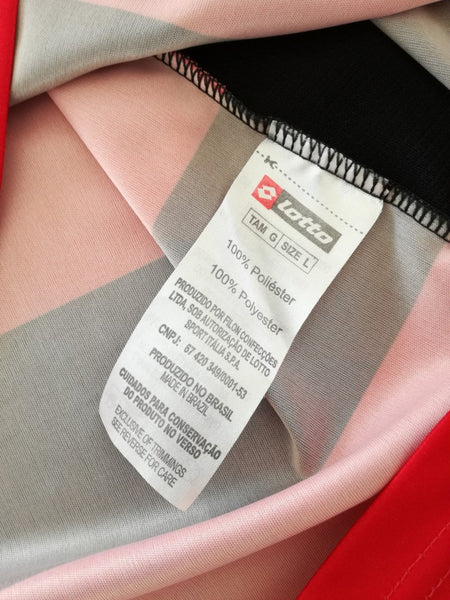 Lotto
TAM G SIZE L
100% Poliéster
100% Polyester
PRODUZIDO POR FILON CONFECÇÕES
LTDA, SOB AUTORIZAÇÃO DE LOTTO
SPORT ITÁLIA S.P.A.
CNPJ: 67 420 349/0001-53
PRODUZIDO NO BRASIL
MADE IN BRAZIL
CUIDADOS PARA CONSERVAÇÃO
DO PRODUTO NO VERSO
EXCLUSIVE OF TRIMMINGS
SEE REVERSE FOR CARE